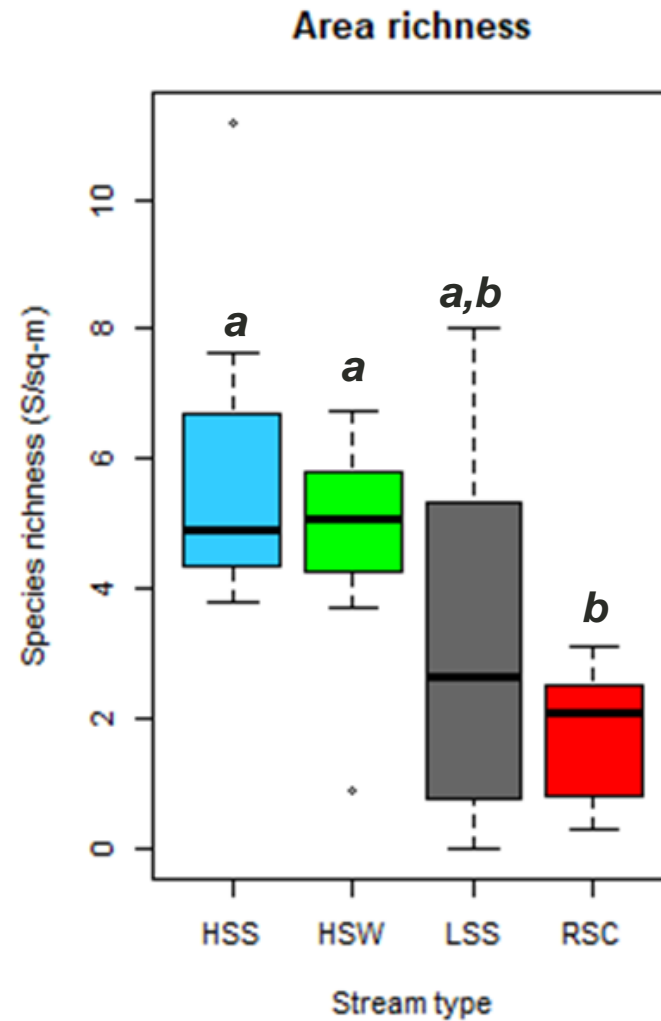 Area richness
Species richness (S/sq-m)
10
8
6
4
2
0
a
a
a,b
b
HSS HSW LSS RSC
Stream type